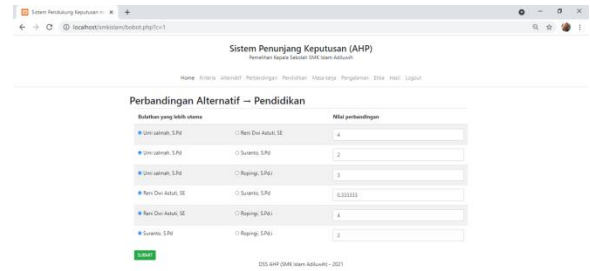 Sistem Pendukung Keputusan
localhost/smkislam/bobot.php?c=1
Sistem Penunjang Keputusan (AHP)
Pemelihan Kepala Sekolah SMK Islam Adiluwih
Home Kriteria Alternatif Perbandingan Pendidikan Masa kerja Pengalaman Etika Hasil Logout
Perbandingan Alternatif → Pendidikan
yang lebih utama Nilai perbandingan
Umi salmah, S.Pd Reni Dwi Astuti, SE 4
Umi salmah, S.Pd Suranto, S.Pd 2
Umi salmah, S.Pd Ropingi, S.Pd.I 3
Reni Dwi Astuti, SE Suranto, S.Pd 0.333333
Reni Dwi Astuti, SE Ropingi, S.Pd.I 4
Suranto, S.Pd Ropingi, S.Pd.I 2
SUBMIT
DSS AHP (SMK Islam Adiluwih) - 2021